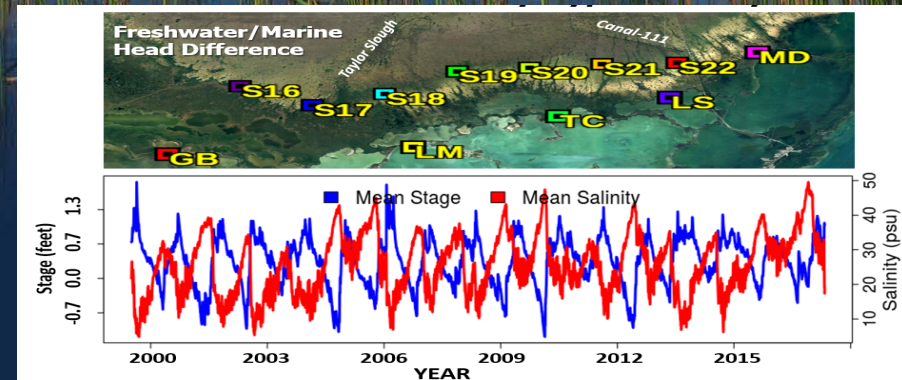 Freshwater/Marine
Head Difference
Taylor Slough
Canal-111
MD
S16
S17
S18
S19
S20
S21
S22
LS
TC
GB
LM
Mean Stage
Mean Salinity
Stage (feet)
1.3
0.7
0.0
-0.7
50
40
30
20
10
Salinity (psu)
2000
2003
2006
2009
2012
2015
YEAR